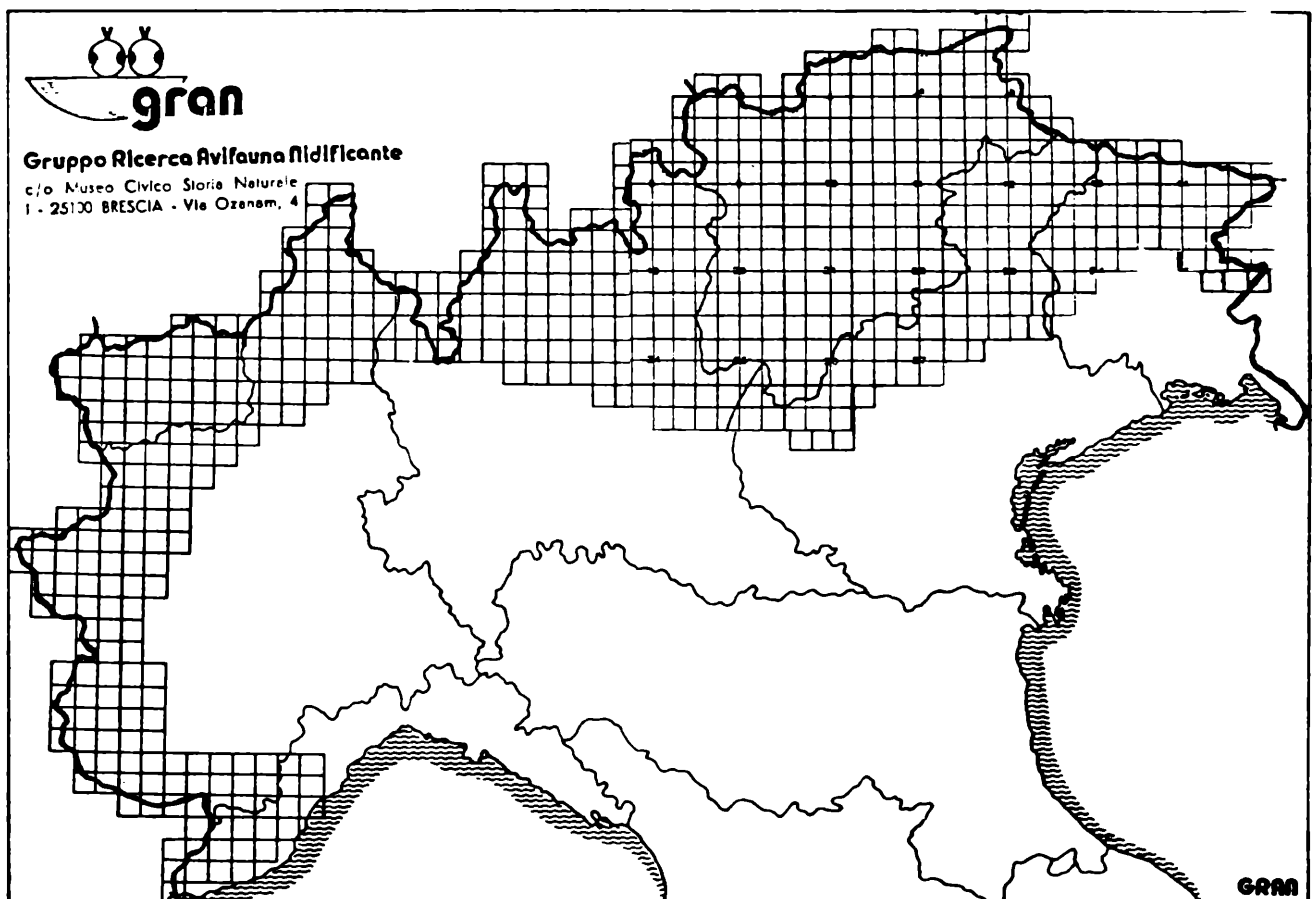 gran
Gruppo Ricerca Avifauna Nidificante
c/o Museo Civico Storia Naturale
I - 25100 BRESCIA - Via Ozanam, 4
GRAN